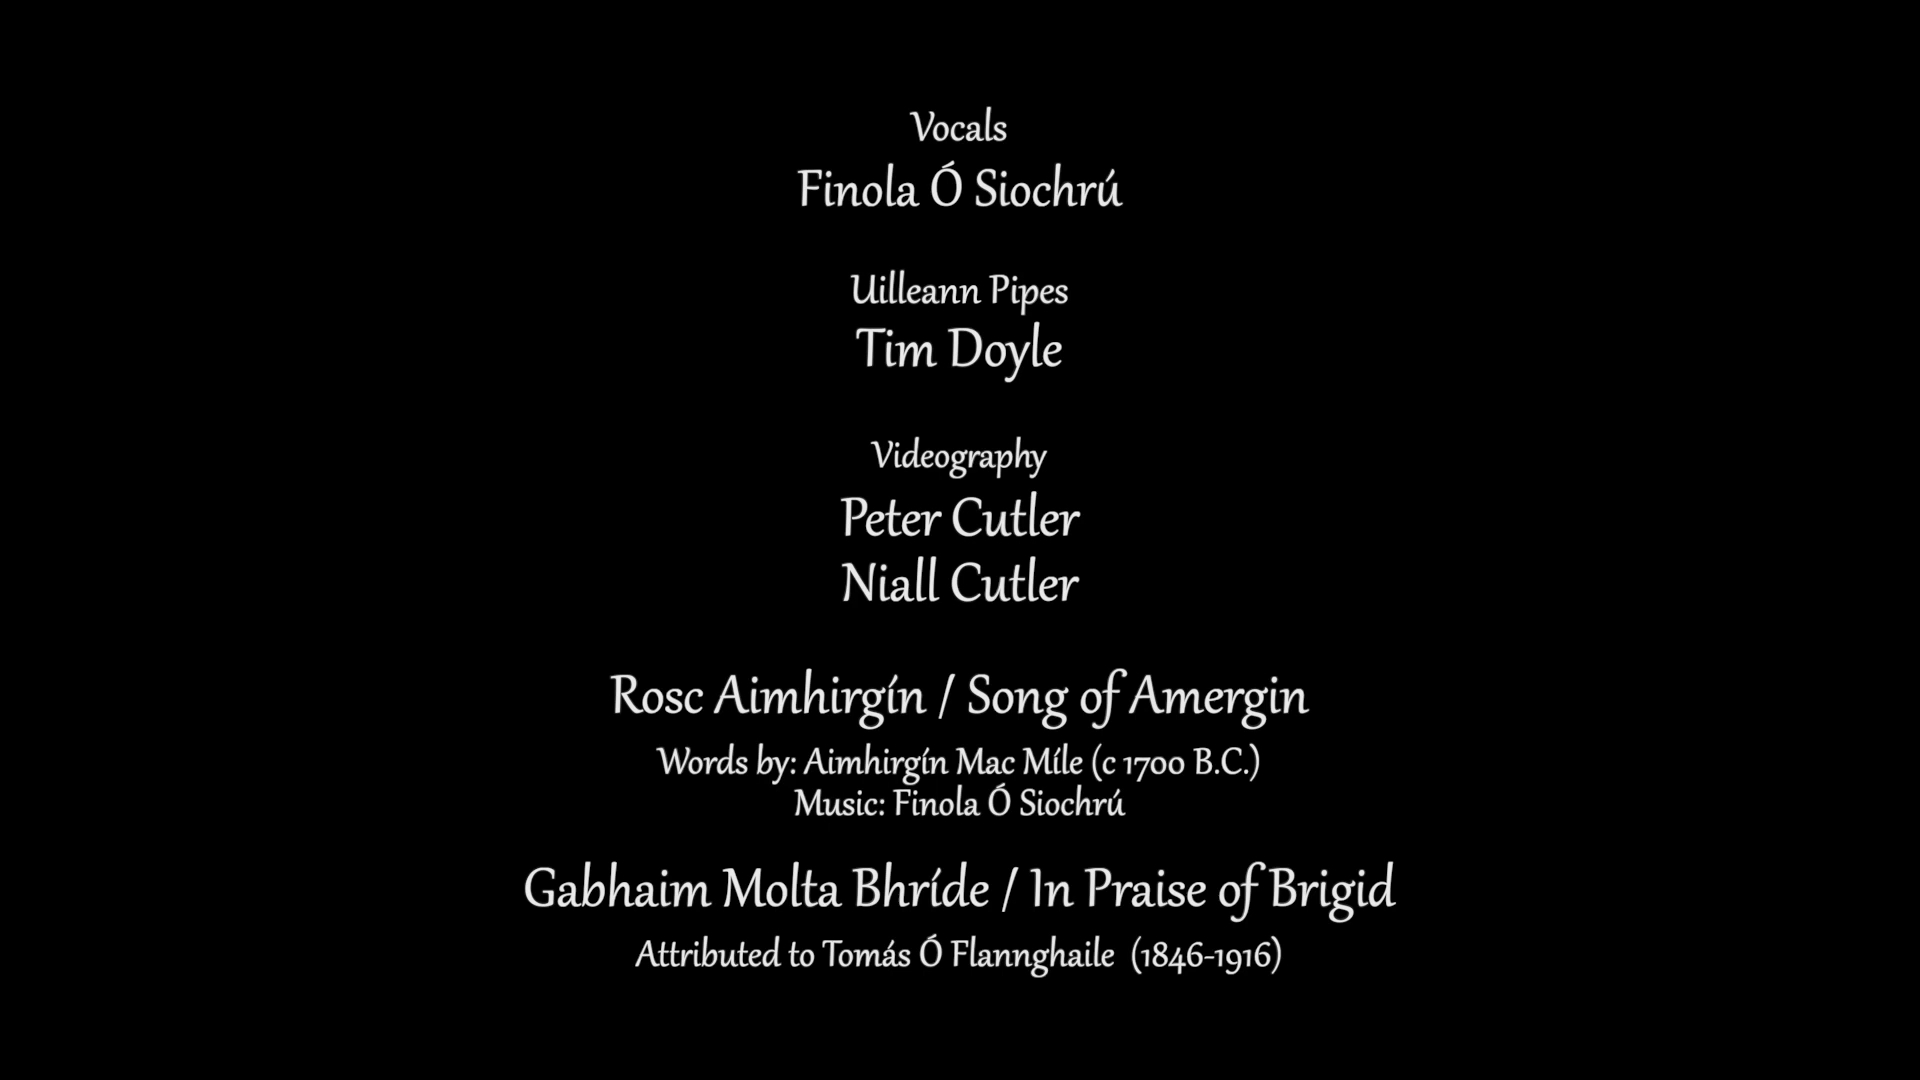 Vocals
Finola Ó Siochrú
Uilleann Pipes
Tim Doyle
Videography
Peter Cutler
Niall Cutler
Rosc Aimhirgín / Song of Amergin
Words by: Aimhirgín Mac Míle (c 1700 B.C.)
Music: Finola Ó Siochrú
Gabhaim Molta Bhríde / In Praise of Brigid
Attributed to Tomás Ó Flannghaile (1846-1916)